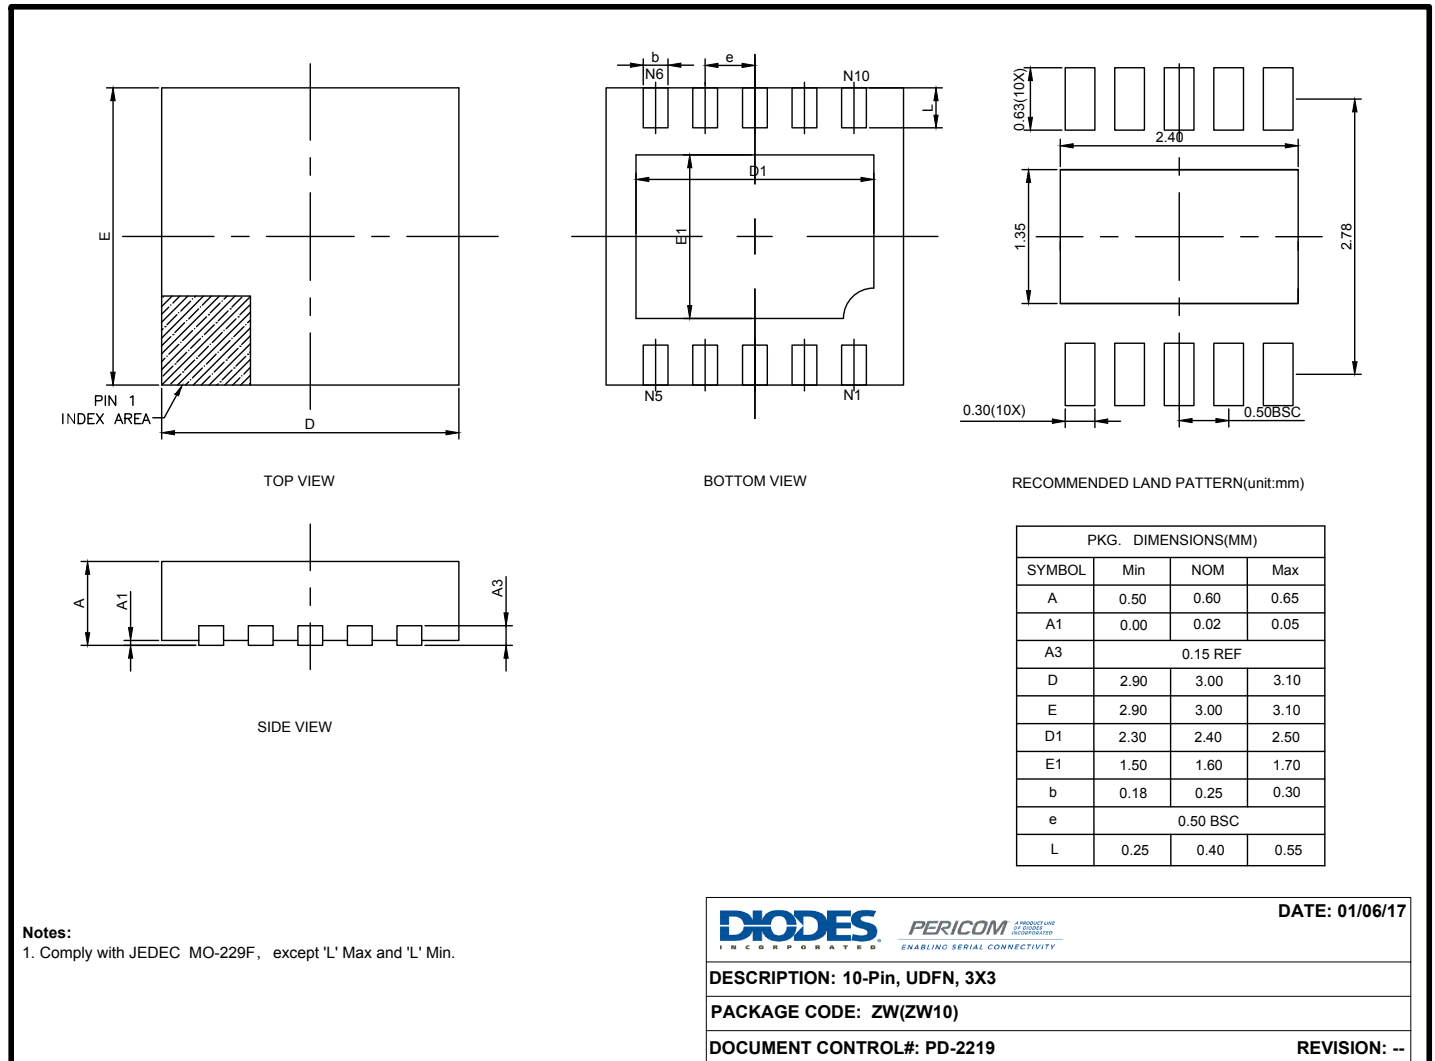 b
e
N6
N10
L
D1
E1
N5
N1
BOTTOM VIEW
E
PIN 1
INDEX AREA
D
TOP VIEW
0.63(10X)
2.40
1.35
2.78
0.30(10X)
0.50BSC
RECOMMENDED LAND PATTERN(unit:mm)
A
A1
A3
SIDE VIEW
PKG. DIMENSIONS(MM)
SYMBOL Min NOM Max
A 0.50 0.60 0.65
A1 0.00 0.02 0.05
A3 0.15 REF
D 2.90 3.00 3.10
E 2.90 3.00 3.10
D1 2.30 2.40 2.50
E1 1.50 1.60 1.70
b 0.18 0.25 0.30
e 0.50 BSC
L 0.25 0.40 0.55
Notes:
1. Comply with JEDEC MO-229F, except 'L' Max and 'L' Min.
DIODES
INCORPORATED
PERICOM
A PRODUCT LINE
OF DIODES
INCORPORATED
ENABLING SERIAL CONNECTIVITY
DATE: 01/06/17
DESCRIPTION: 10-Pin, UDFN, 3X3
PACKAGE CODE: ZW(ZW10)
DOCUMENT CONTROL#: PD-2219
REVISION: --